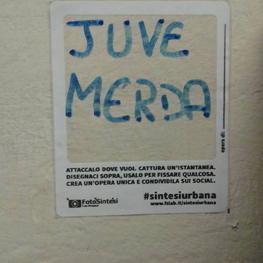 JUVE
MERDA
ATTACCALO DOVE VUOI. CATTURA UN'ISTANTANEA.
DISEGNACI SOPRA, USALO PER FISSARE QUALCOSA.
CREA UN'OPERA UNICA E CONDIVIDILA SUI SOCIAL.
FotoSintesi
#sintesiurbana
www.fslab.it/sintesiurbana